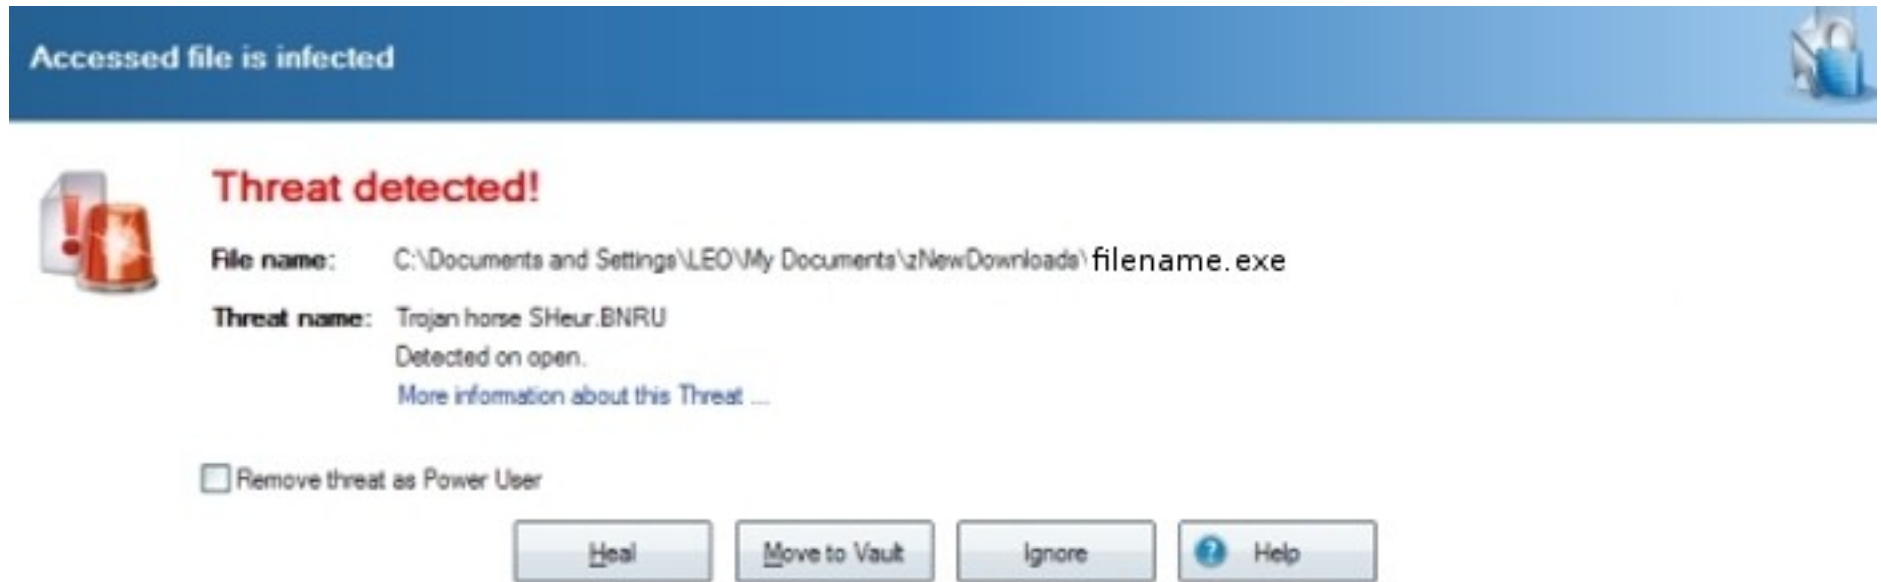 Accessed file is infected
Threat detected!
File name: C:\Documents and Settings\LEO\My Documents\zNewDownloads\filename.exe
Threat name: Trojan horse SHeur.BNRU
Detected on open.
More information about this Threat ...
Remove threat as Power User
Heal Move to Vault Ignore ? Help